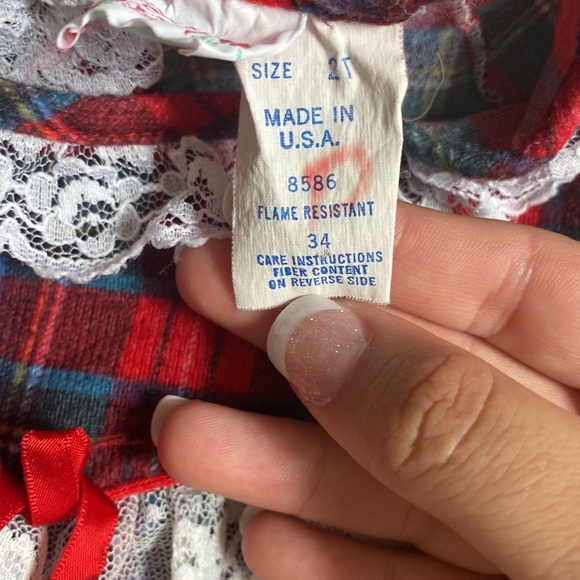 SIZE 2T
MADE IN
U.S.A.
8586
FLAME RESISTANT
34
CARE INSTRUCTIONS
FIBER CONTENT
ON REVERSE SIDE